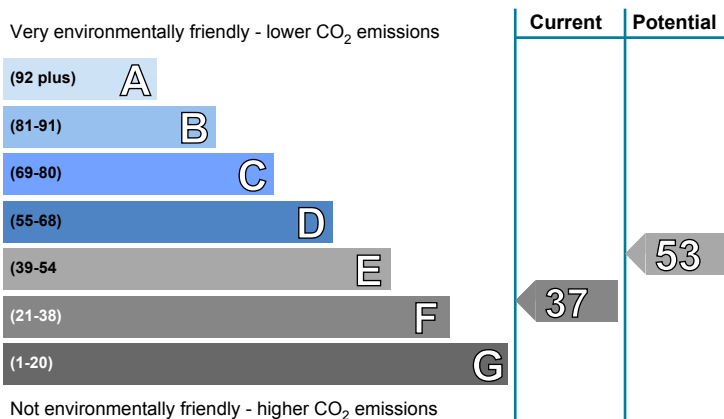 Current Potential
Very environmentally friendly - lower CO2 emissions
(92 plus) A
(81-91) B
(69-80) C
(55-68) D
53
(39-54 E
37
(21-38) F
(1-20) G
Not environmentally friendly - higher CO2 emissions